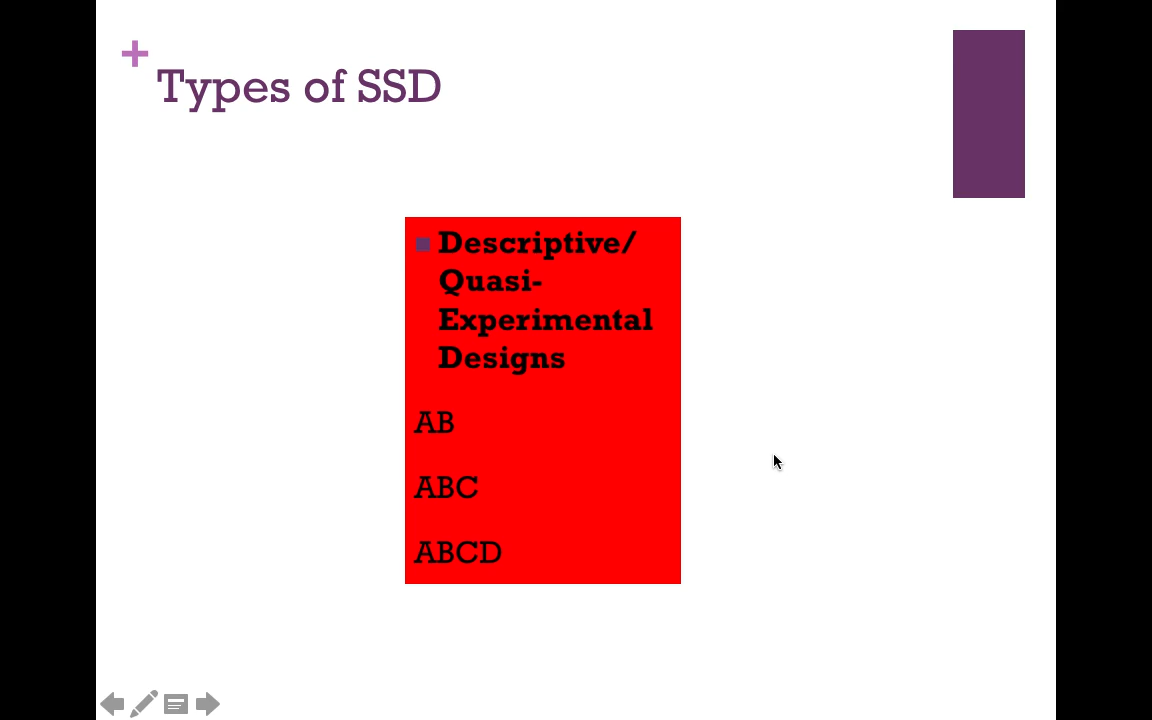 +
Types of SSD
Descriptive/
Quasi-
Experimental
Designs
AB
ABC
ABCD